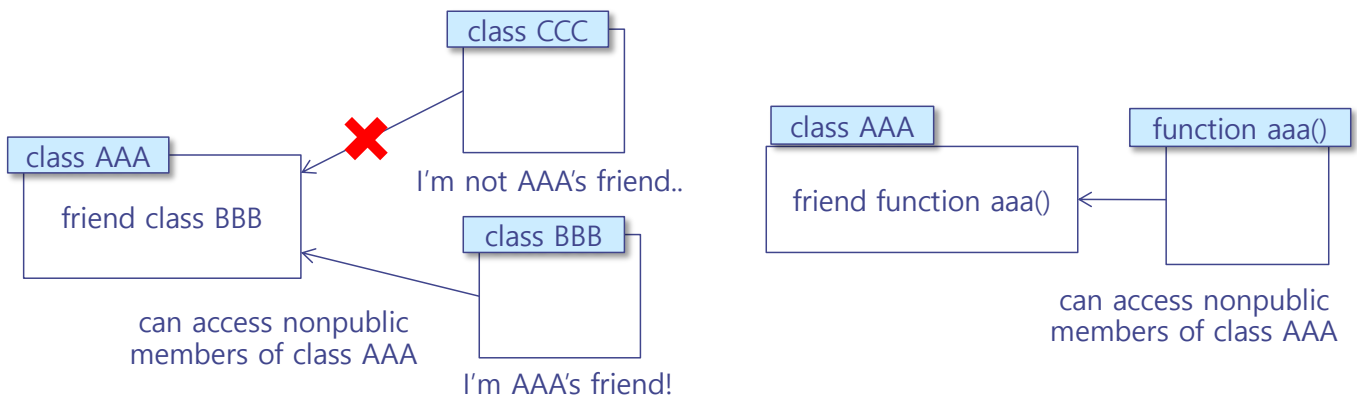 class CCC
class AAA
friend class BBB
I'm not AAA's friend..
class BBB
can access nonpublic
members of class AAA
I'm AAA's friend!
class AAA
friend function aaa()
function aaa()
can access nonpublic
members of class AAA